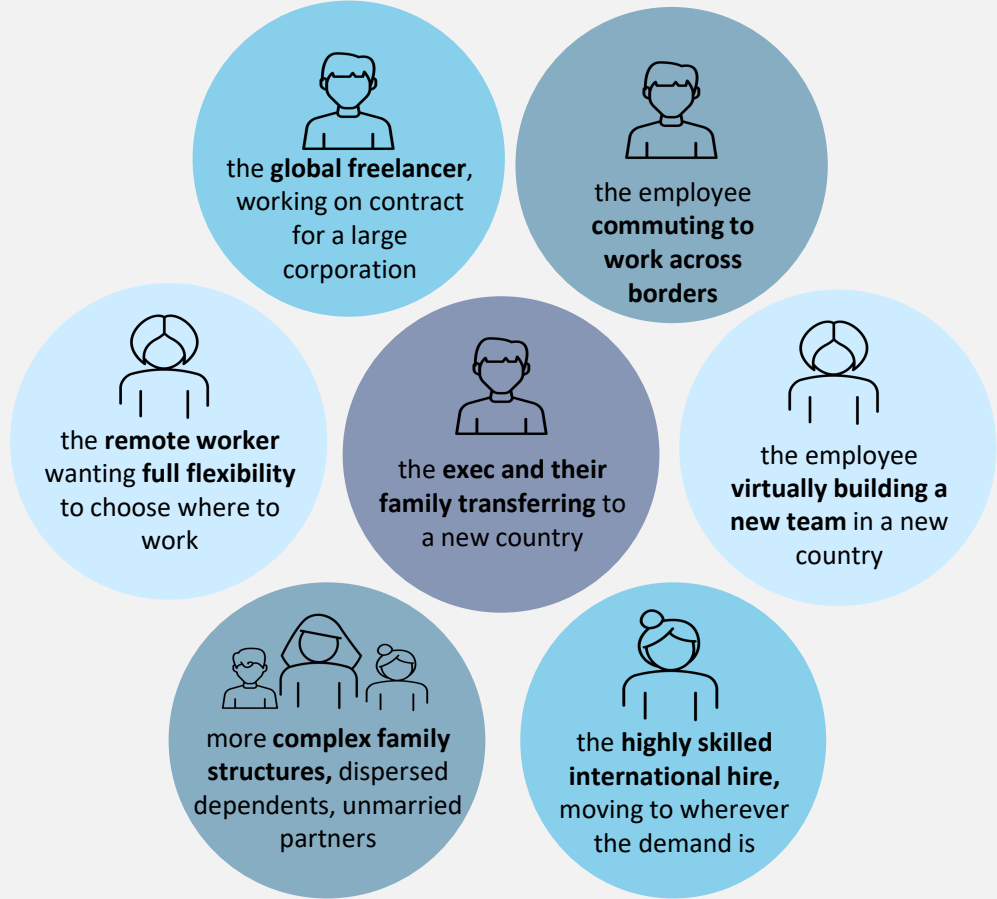 the global freelancer,
working on contract
for a large
corporation
the employee
commuting to
work across
borders
the remote worker
wanting full flexibility
to choose where to
work
the exec and their
family transferring to
a new country
the employee
virtually building a
new team in a new
country
more complex family
structures, dispersed
dependents, unmarried
partners
the highly skilled
international hire,
moving to wherever
the demand is